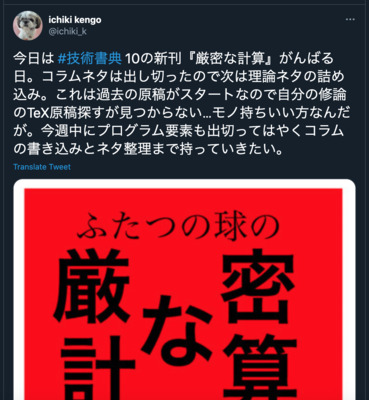 ichiki kengo
@ichiki_k
今日は #技術書典 10の新刊『厳密な計算』がんばる
日。コラムネタは出し切ったので次は理論ネタの詰め
込み。これは過去の原稿がスタートなので自分の修論
のTeX原稿探すが見つからない...モノ持ちいい方なんだ
が。今週中にプログラム要素も出切ってはやくコラム
の書き込みとネタ整理まで持っていきたい。
Translate Tweet
ふたつの球の
厳密
な
計算